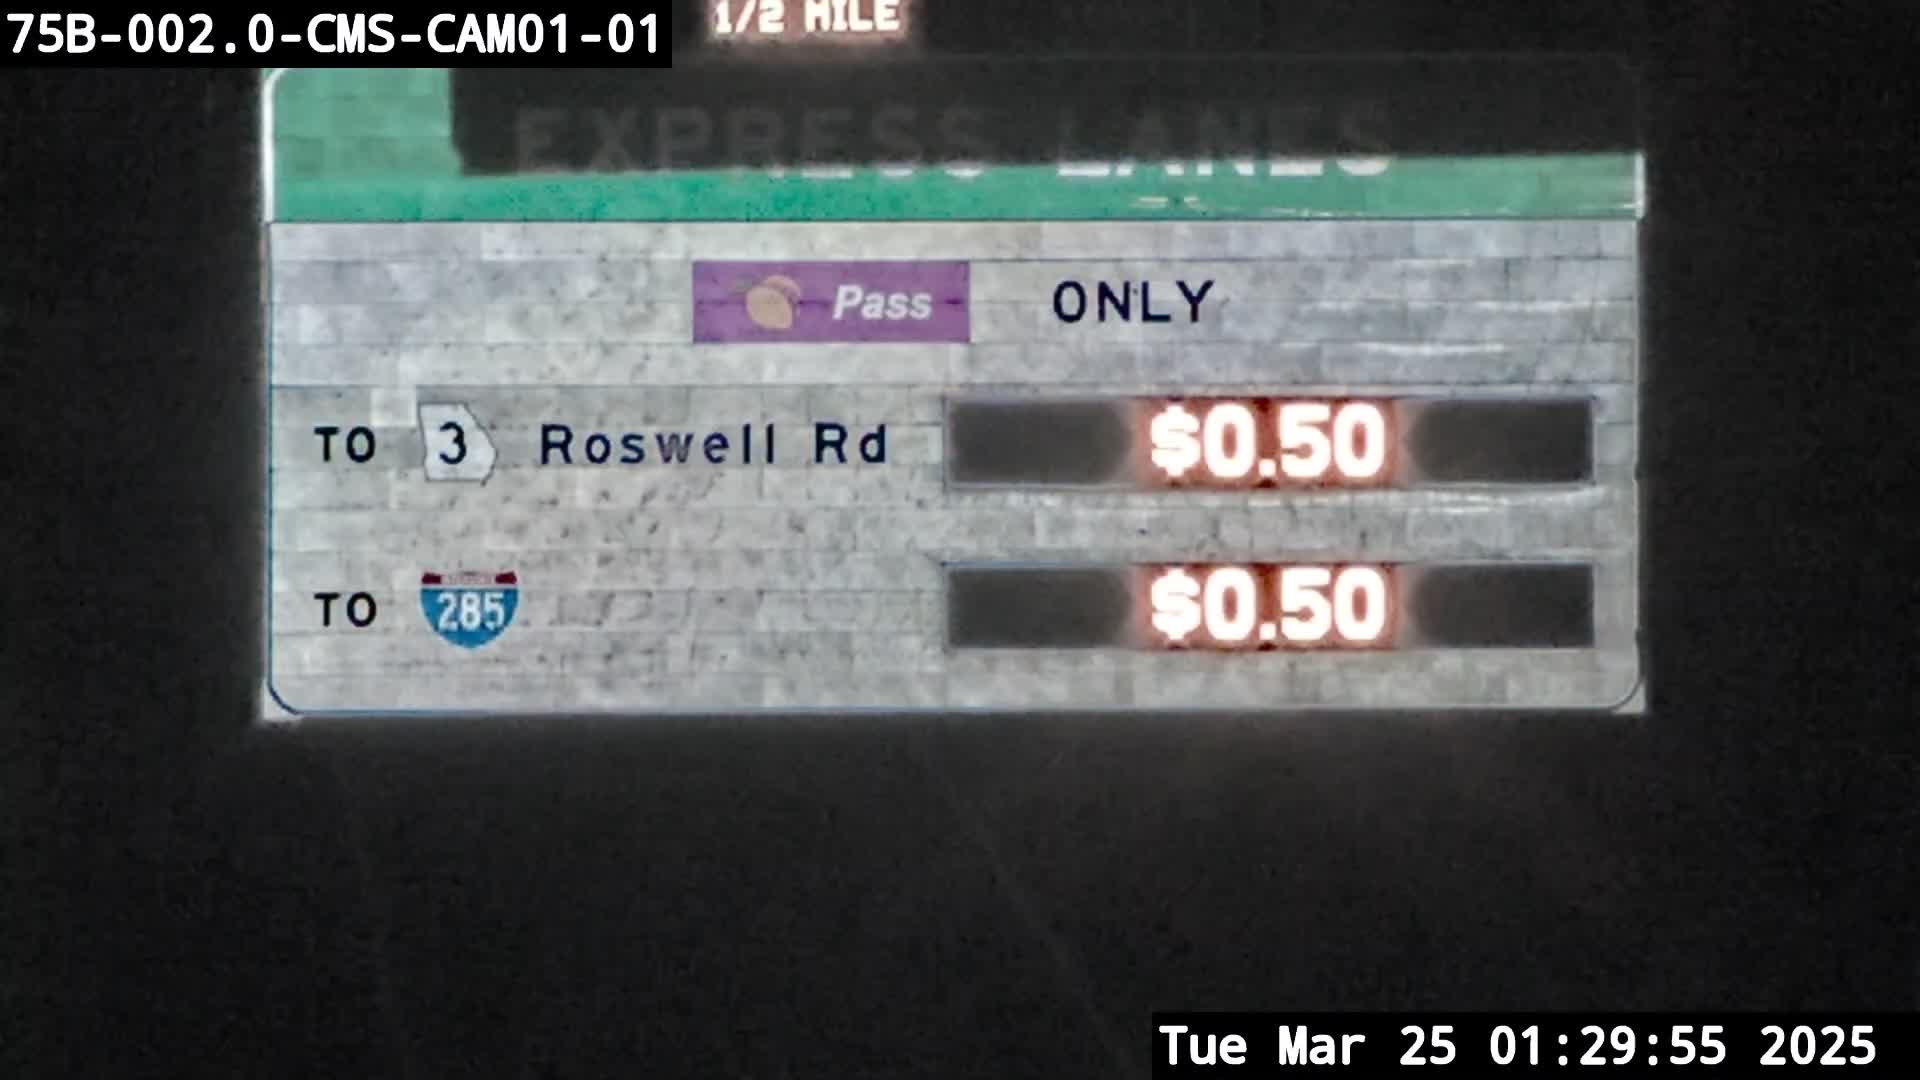 75B-002.0-CMS-CAM01-01
1/2 MILE
EXPRESS LANES
Pass ONLY
TO 3 Roswell Rd $0.50
TO 285 $0.50
Tue Mar 25 01:29:55 2025